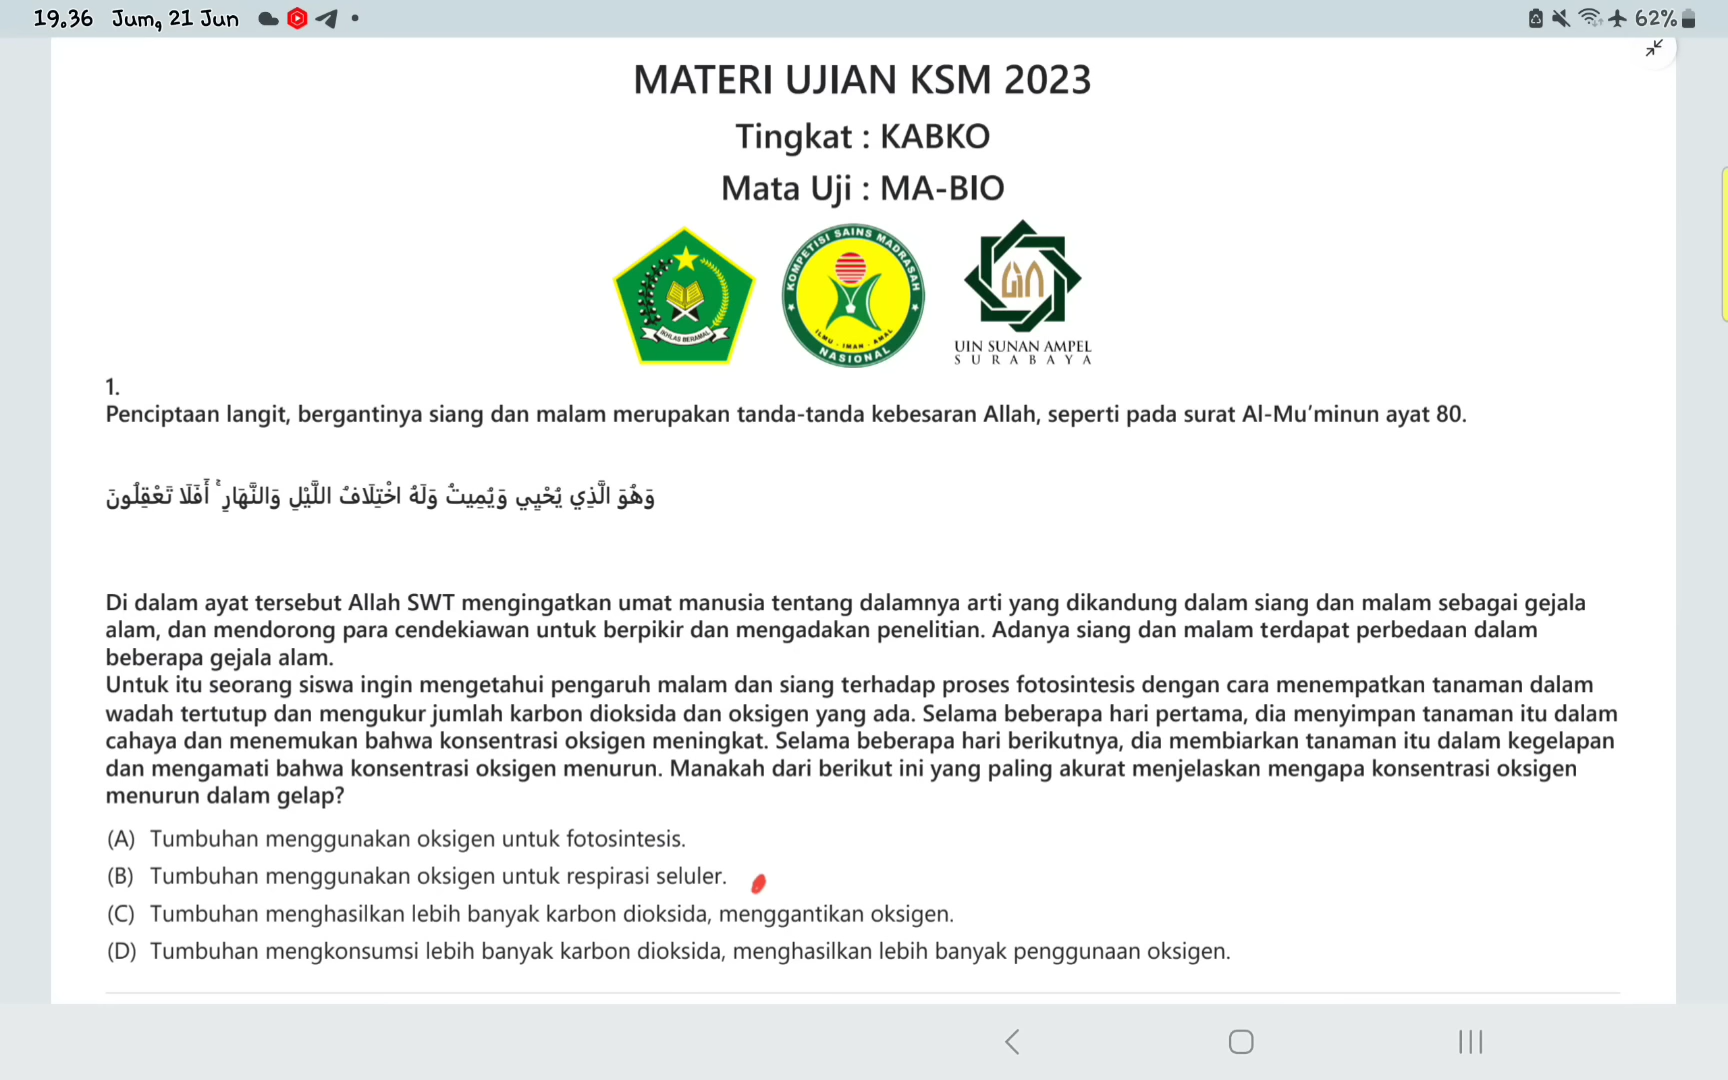 19.36 Jum, 21 Jun
62%
MATERI UJIAN KSM 2023
Tingkat : KABKO
Mata Uji : MA-BIO
IKHLAS BERAMAL
KOMPETISI SAINS MADRASAH
ILMU - IMAN - AMAL
NASIONAL
UIN SUNAN AMPEL
SURABAYA
1.
Penciptaan langit, bergantinya siang dan malam merupakan tanda-tanda kebesaran Allah, seperti pada surat Al-Mu’minun ayat 80.
وَهُوَ الَّذِي يُحْيِي وَيُمِيتُ وَلَهُ اخْتِلَافُ اللَّيْلِ وَالنَّهَارِ ۚ أَفَلَا تَعْقِلُونَ
Di dalam ayat tersebut Allah SWT mengingatkan umat manusia tentang dalamnya arti yang dikandung dalam siang dan malam sebagai gejala
alam, dan mendorong para cendekiawan untuk berpikir dan mengadakan penelitian. Adanya siang dan malam terdapat perbedaan dalam
beberapa gejala alam.
Untuk itu seorang siswa ingin mengetahui pengaruh malam dan siang terhadap proses fotosintesis dengan cara menempatkan tanaman dalam
wadah tertutup dan mengukur jumlah karbon dioksida dan oksigen yang ada. Selama beberapa hari pertama, dia menyimpan tanaman itu dalam
cahaya dan menemukan bahwa konsentrasi oksigen meningkat. Selama beberapa hari berikutnya, dia membiarkan tanaman itu dalam kegelapan
dan mengamati bahwa konsentrasi oksigen menurun. Manakah dari berikut ini yang paling akurat menjelaskan mengapa konsentrasi oksigen
menurun dalam gelap?
(A) Tumbuhan menggunakan oksigen untuk fotosintesis.
(B) Tumbuhan menggunakan oksigen untuk respirasi seluler.
(C) Tumbuhan menghasilkan lebih banyak karbon dioksida, menggantikan oksigen.
(D) Tumbuhan mengkonsumsi lebih banyak karbon dioksida, menghasilkan lebih banyak penggunaan oksigen.